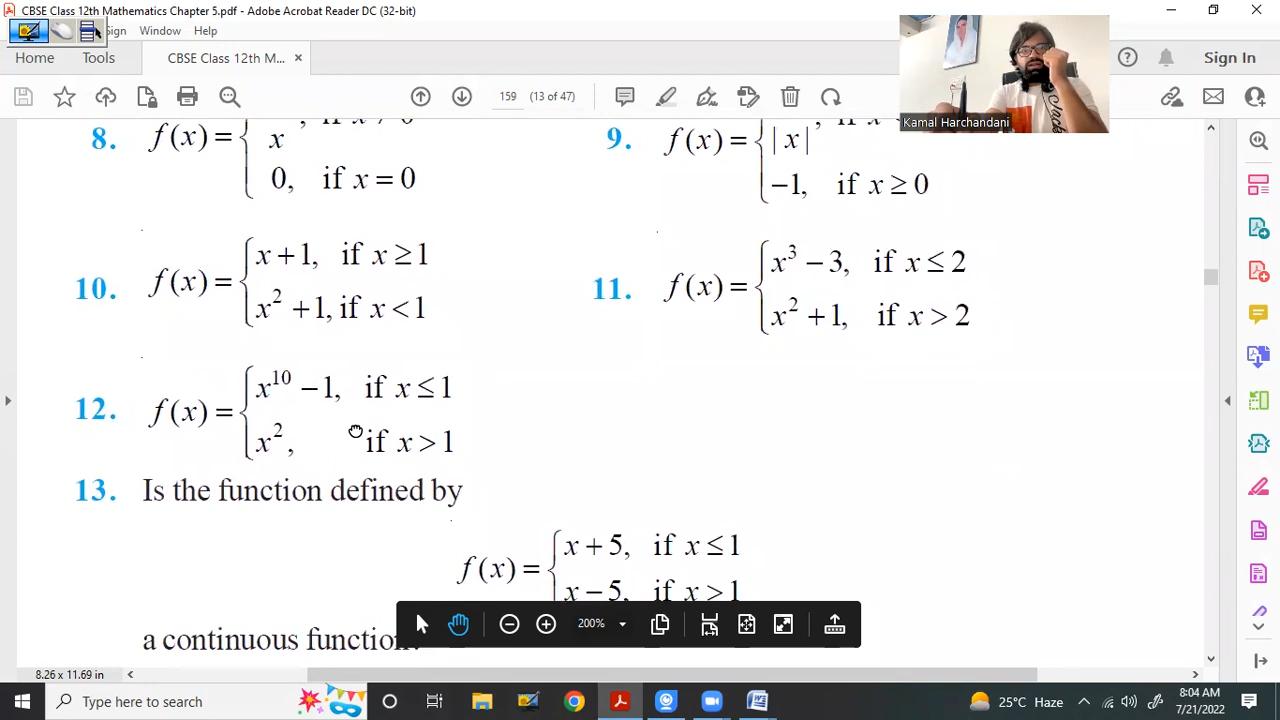 CBSE Class 12th Mathematics Chapter 5.pdf - Adobe Acrobat Reader DC (32-bit)
Sign Window Help
Home Tools CBSE Class 12th M... × Sign In
159 (13 of 47)
Kamal Harchandani
8. f(x) = { x
0, if x = 0
9. f(x) = { |x|
−1, if x ≥ 0
10. f(x) = { x + 1, if x ≥ 1
x² + 1, if x < 1
11. f(x) = { x³ − 3, if x ≤ 2
x² + 1, if x > 2
12. f(x) = { x¹⁰ − 1, if x ≤ 1
x², if x > 1
13. Is the function defined by
f(x) = { x + 5, if x ≤ 1
x − 5, if x > 1
a continuous function
200%
8.26 x 11.69 in
Type here to search
25°C Haze
8:04 AM
7/21/2022